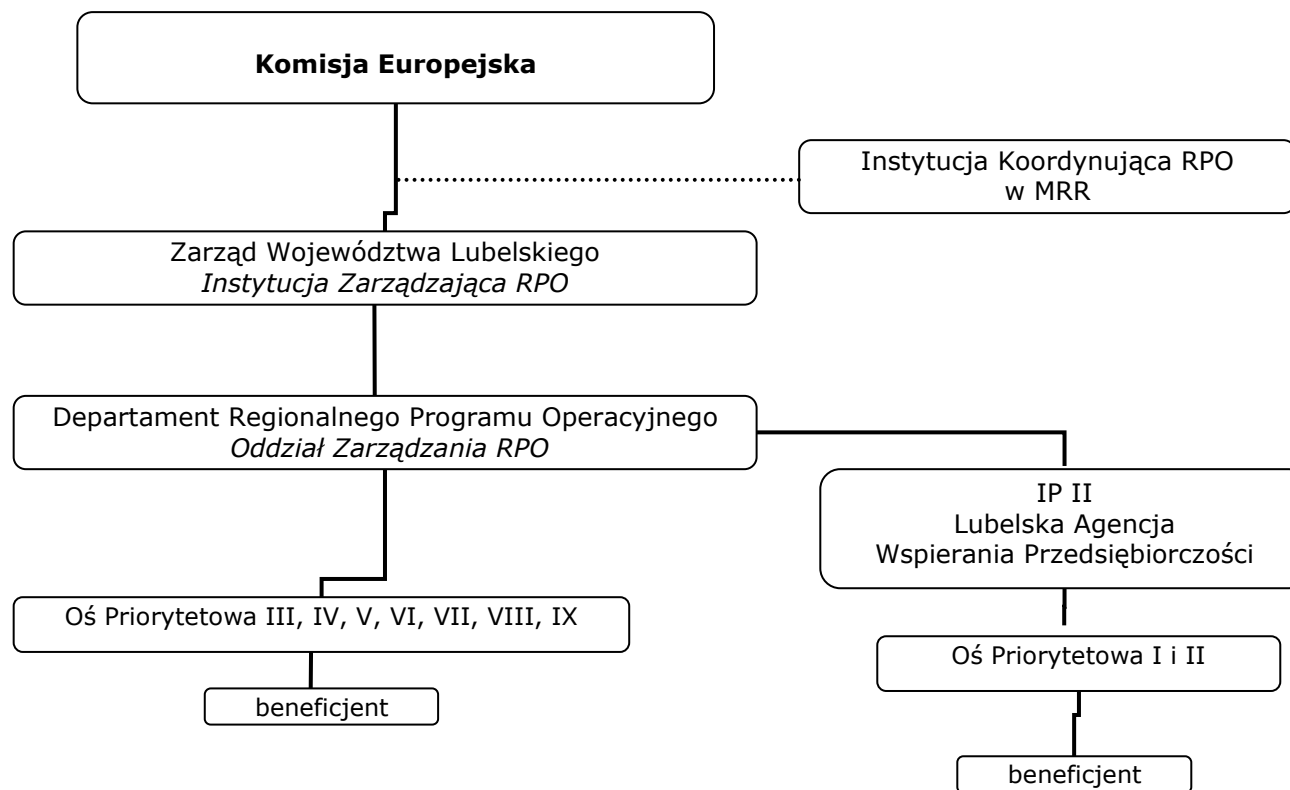 Komisja Europejska
Instytucja Koordynująca RPO
w MRR
Zarząd Województwa Lubelskiego
Instytucja Zarządzająca RPO
Departament Regionalnego Programu Operacyjnego
Oddział Zarządzania RPO
IP II
Lubelska Agencja
Wspierania Przedsiębiorczości
Oś Priorytetowa III, IV, V, VI, VII, VIII, IX
Oś Priorytetowa I i II
beneficjent
beneficjent